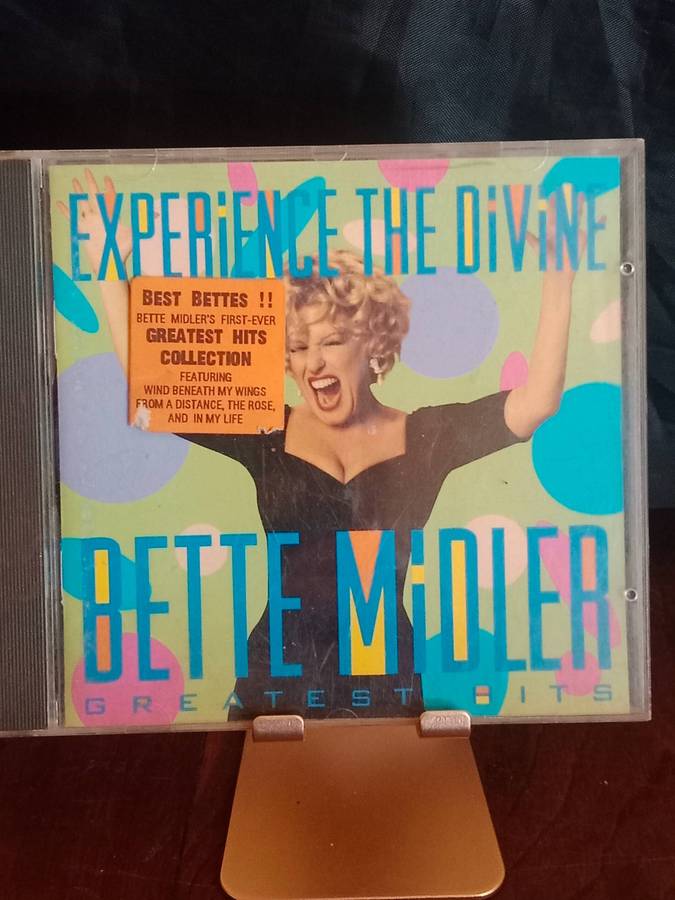 EXPERiENCE THE DiViNE
BEST BETTES !!
BETTE MIDLER'S FIRST-EVER
GREATEST HITS
COLLECTION
FEATURING
WIND BENEATH MY WINGS
FROM A DISTANCE, THE ROSE,
AND IN MY LIFE
BETTE MiDLER
GREATEST HITS